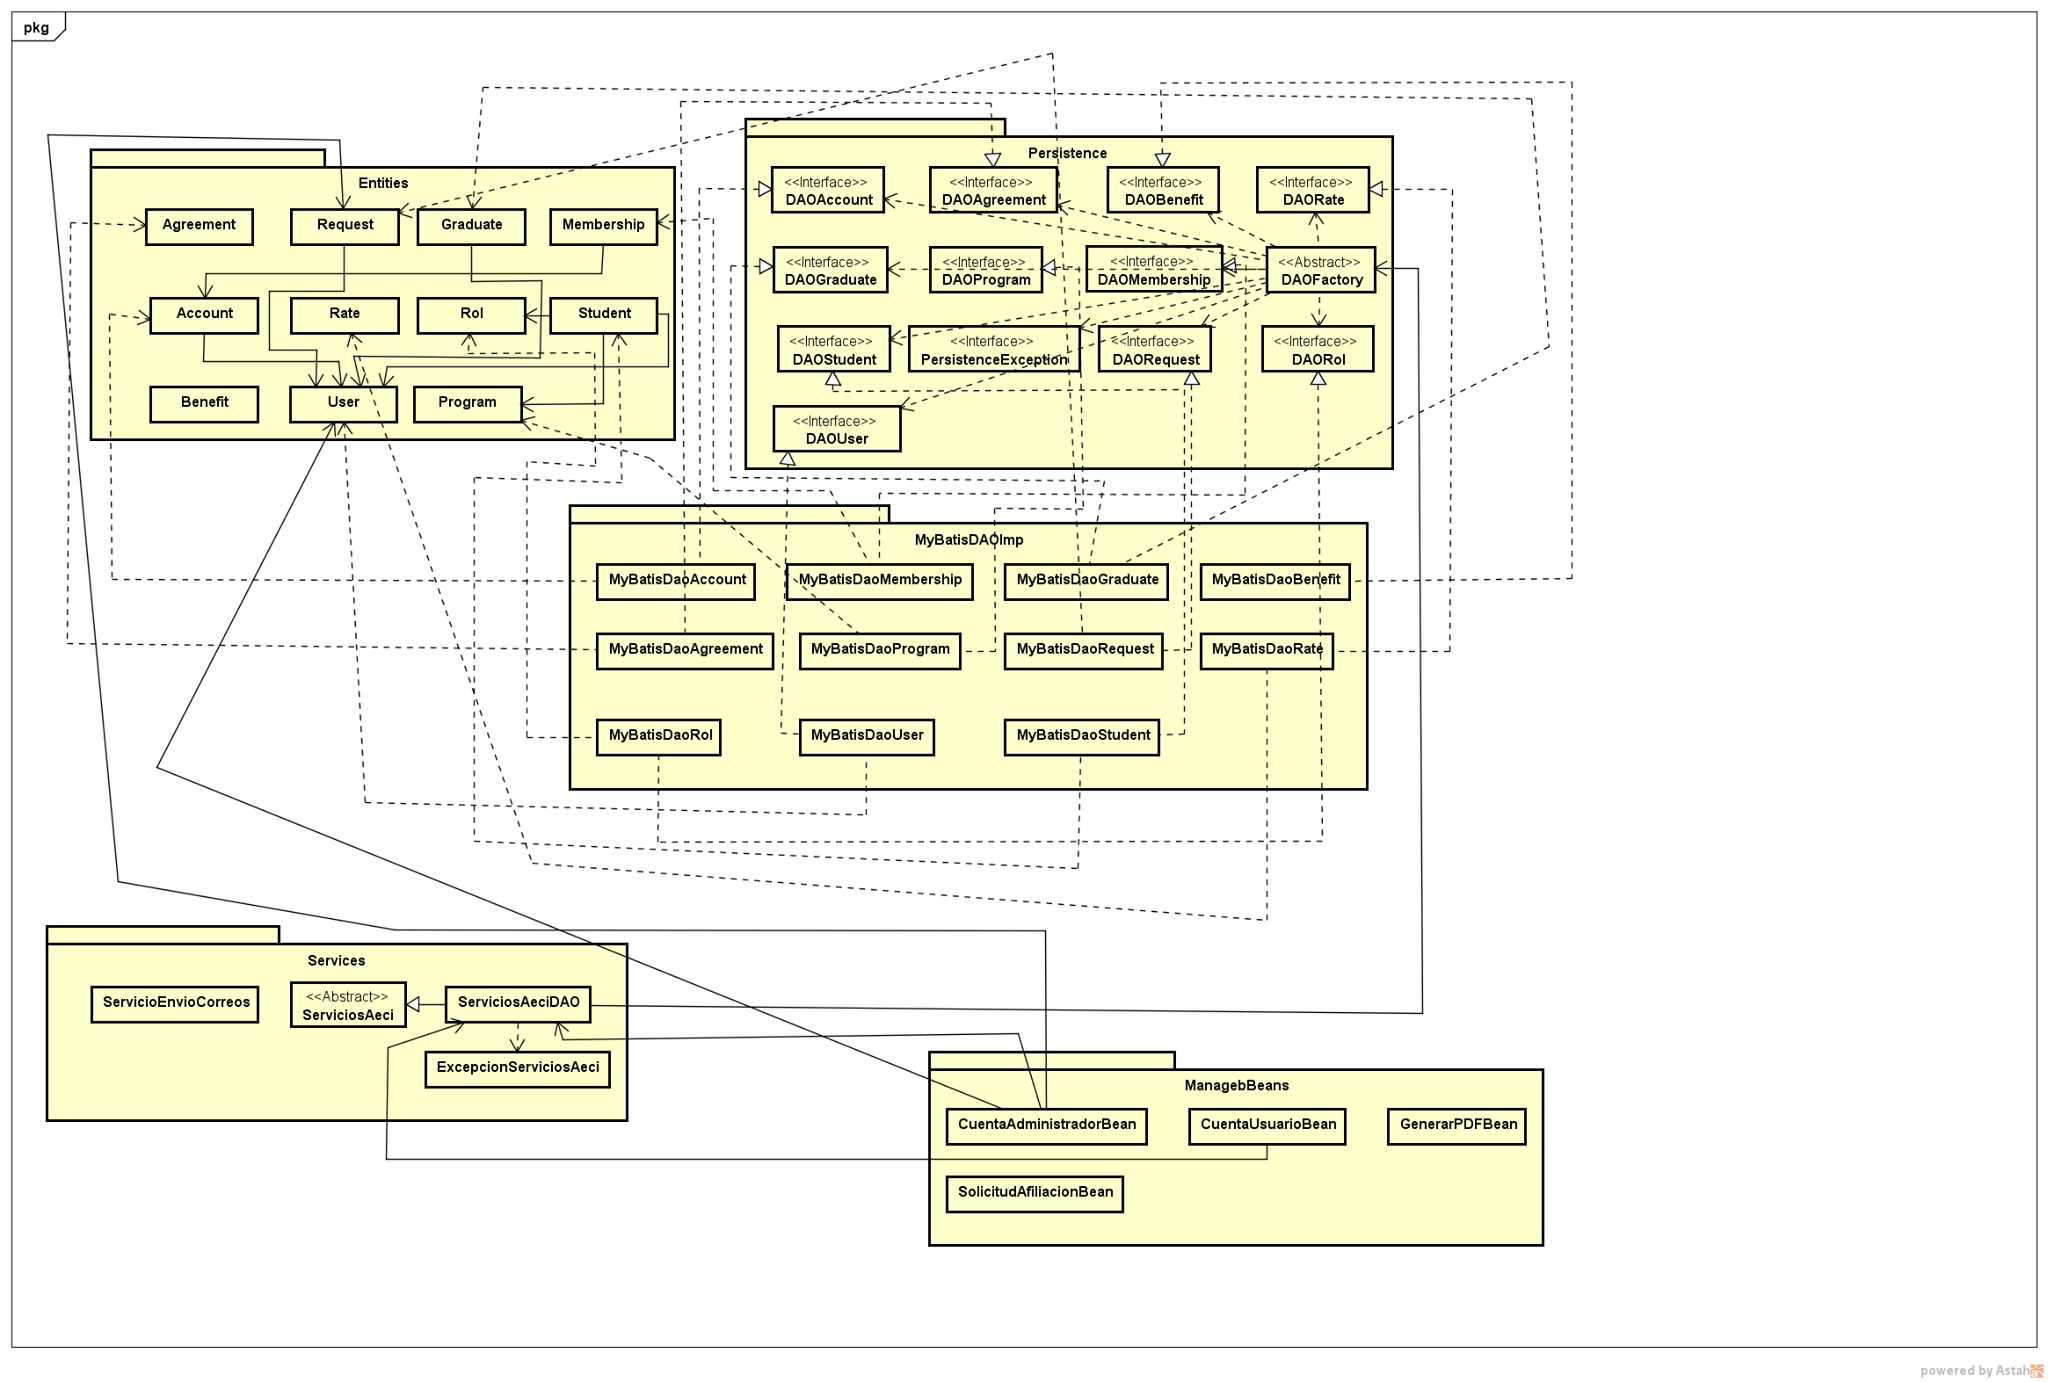 pkg
Entities
Agreement
Request
Graduate
Membership
Account
Rate
Rol
Student
Benefit
User
Program
Persistence
<<Interface>>
DAOAccount
<<Interface>>
DAOAgreement
<<Interface>>
DAOBenefit
<<Interface>>
DAORate
<<Interface>>
DAOGraduate
<<Interface>>
DAOProgram
<<Interface>>
DAOMembership
<<Abstract>>
DAOFactory
<<Interface>>
DAOStudent
<<Interface>>
PersistenceException
<<Interface>>
DAORequest
<<Interface>>
DAORol
<<Interface>>
DAOUser
MyBatisDAOImp
MyBatisDaoAccount
MyBatisDaoMembership
MyBatisDaoGraduate
MyBatisDaoBenefit
MyBatisDaoAgreement
MyBatisDaoProgram
MyBatisDaoRequest
MyBatisDaoRate
MyBatisDaoRol
MyBatisDaoUser
MyBatisDaoStudent
Services
ServicioEnvioCorreos
<<Abstract>>
ServiciosAeci
ServiciosAeciDAO
ExcepcionServiciosAeci
ManagebBeans
CuentaAdministradorBean
CuentaUsuarioBean
GenerarPDFBean
SolicitudAfiliacionBean
powered by Astah